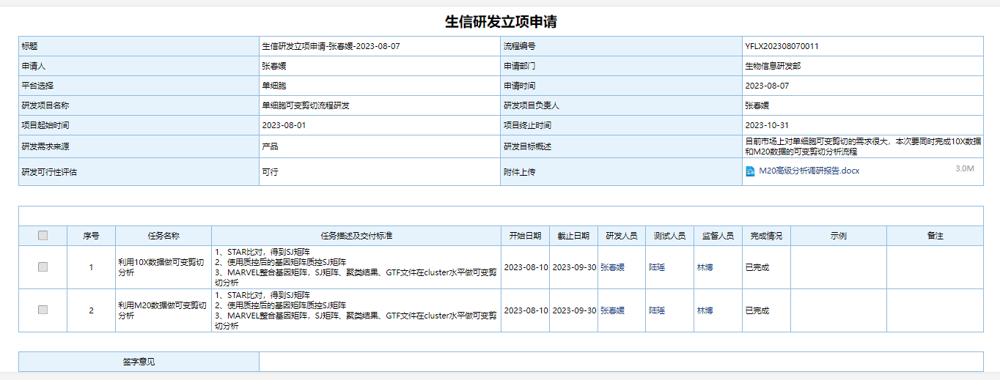 生信研发立项申请
标题 生信研发立项申请-张春媛-2023-08-07 流程编号 YFLX202308070011
申请人 张春媛 申请部门 生物信息研发部
平台选择 单细胞 申请时间 2023-08-07
研发项目名称 单细胞可变剪切流程研发 研发项目负责人 张春媛
项目起始时间 2023-08-01 项目终止时间 2023-10-31
研发需求来源 产品 研发目标概述 目前市场上对单细胞可变剪切的需求很大，本次要同时完成10X数据
和M20数据的可变剪切分析流程
研发可行性评估 可行 附件上传 M20高级分析调研报告.docx 3.0M
序号 任务名称 任务描述及交付标准 开始日期 截止日期 研发人员 测试人员 监督人员 完成情况 示例 备注
1 利用10X数据做可变剪切
分析
1、STAR比对，得到SJ矩阵
2、使用质控后的基因矩阵质控SJ矩阵
3、MARVEL整合基因矩阵，SJ矩阵、聚类结果、GTF文件在cluster水平做可变剪
切分析
2023-08-10 2023-09-30 张春媛 陆瑶 林博 已完成
2 利用M20数据做可变剪切
分析
1、STAR比对，得到SJ矩阵
2、使用质控后的基因矩阵质控SJ矩阵
3、MARVEL整合基因矩阵，SJ矩阵、聚类结果、GTF文件在cluster水平做可变剪
切分析
2023-08-10 2023-09-30 张春媛 陆瑶 林博 已完成
签字意见